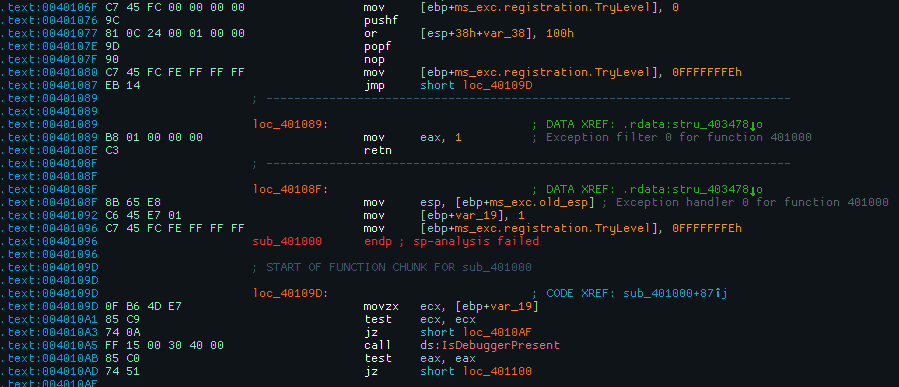 .text:0040106F C7 45 FC 00 00 00 00 mov [ebp+ms_exc.registration.TryLevel], 0
.text:00401076 9C pushf
.text:00401077 81 0C 24 00 01 00 00 or [esp+38h+var_38], 100h
.text:0040107E 9D popf
.text:0040107F 90 nop
.text:00401080 C7 45 FC FE FF FF FF mov [ebp+ms_exc.registration.TryLevel], 0FFFFFFFEh
.text:00401087 EB 14 jmp short loc_40109D
.text:00401089 ; ---------------------------------------------------------------------------
.text:00401089
.text:00401089 loc_401089: ; DATA XREF: .rdata:stru_403478↓o
.text:00401089 B8 01 00 00 00 mov eax, 1 ; Exception filter 0 for function 401000
.text:0040108E C3 retn
.text:0040108F ; ---------------------------------------------------------------------------
.text:0040108F
.text:0040108F loc_40108F: ; DATA XREF: .rdata:stru_403478↓o
.text:0040108F 8B 65 E8 mov esp, [ebp+ms_exc.old_esp] ; Exception handler 0 for function 401000
.text:00401092 C6 45 E7 01 mov [ebp+var_19], 1
.text:00401096 C7 45 FC FE FF FF FF mov [ebp+ms_exc.registration.TryLevel], 0FFFFFFFEh
.text:00401096 sub_401000 endp ; sp-analysis failed
.text:00401096
.text:0040109D ; START OF FUNCTION CHUNK FOR sub_401000
.text:0040109D
.text:0040109D loc_40109D: ; CODE XREF: sub_401000+87↑j
.text:0040109D 0F B6 4D E7 movzx ecx, [ebp+var_19]
.text:004010A1 85 C9 test ecx, ecx
.text:004010A3 74 0A jz short loc_4010AF
.text:004010A5 FF 15 00 30 40 00 call ds:IsDebuggerPresent
.text:004010AB 85 C0 test eax, eax
.text:004010AD 74 51 jz short loc_401100
.text:004010AF